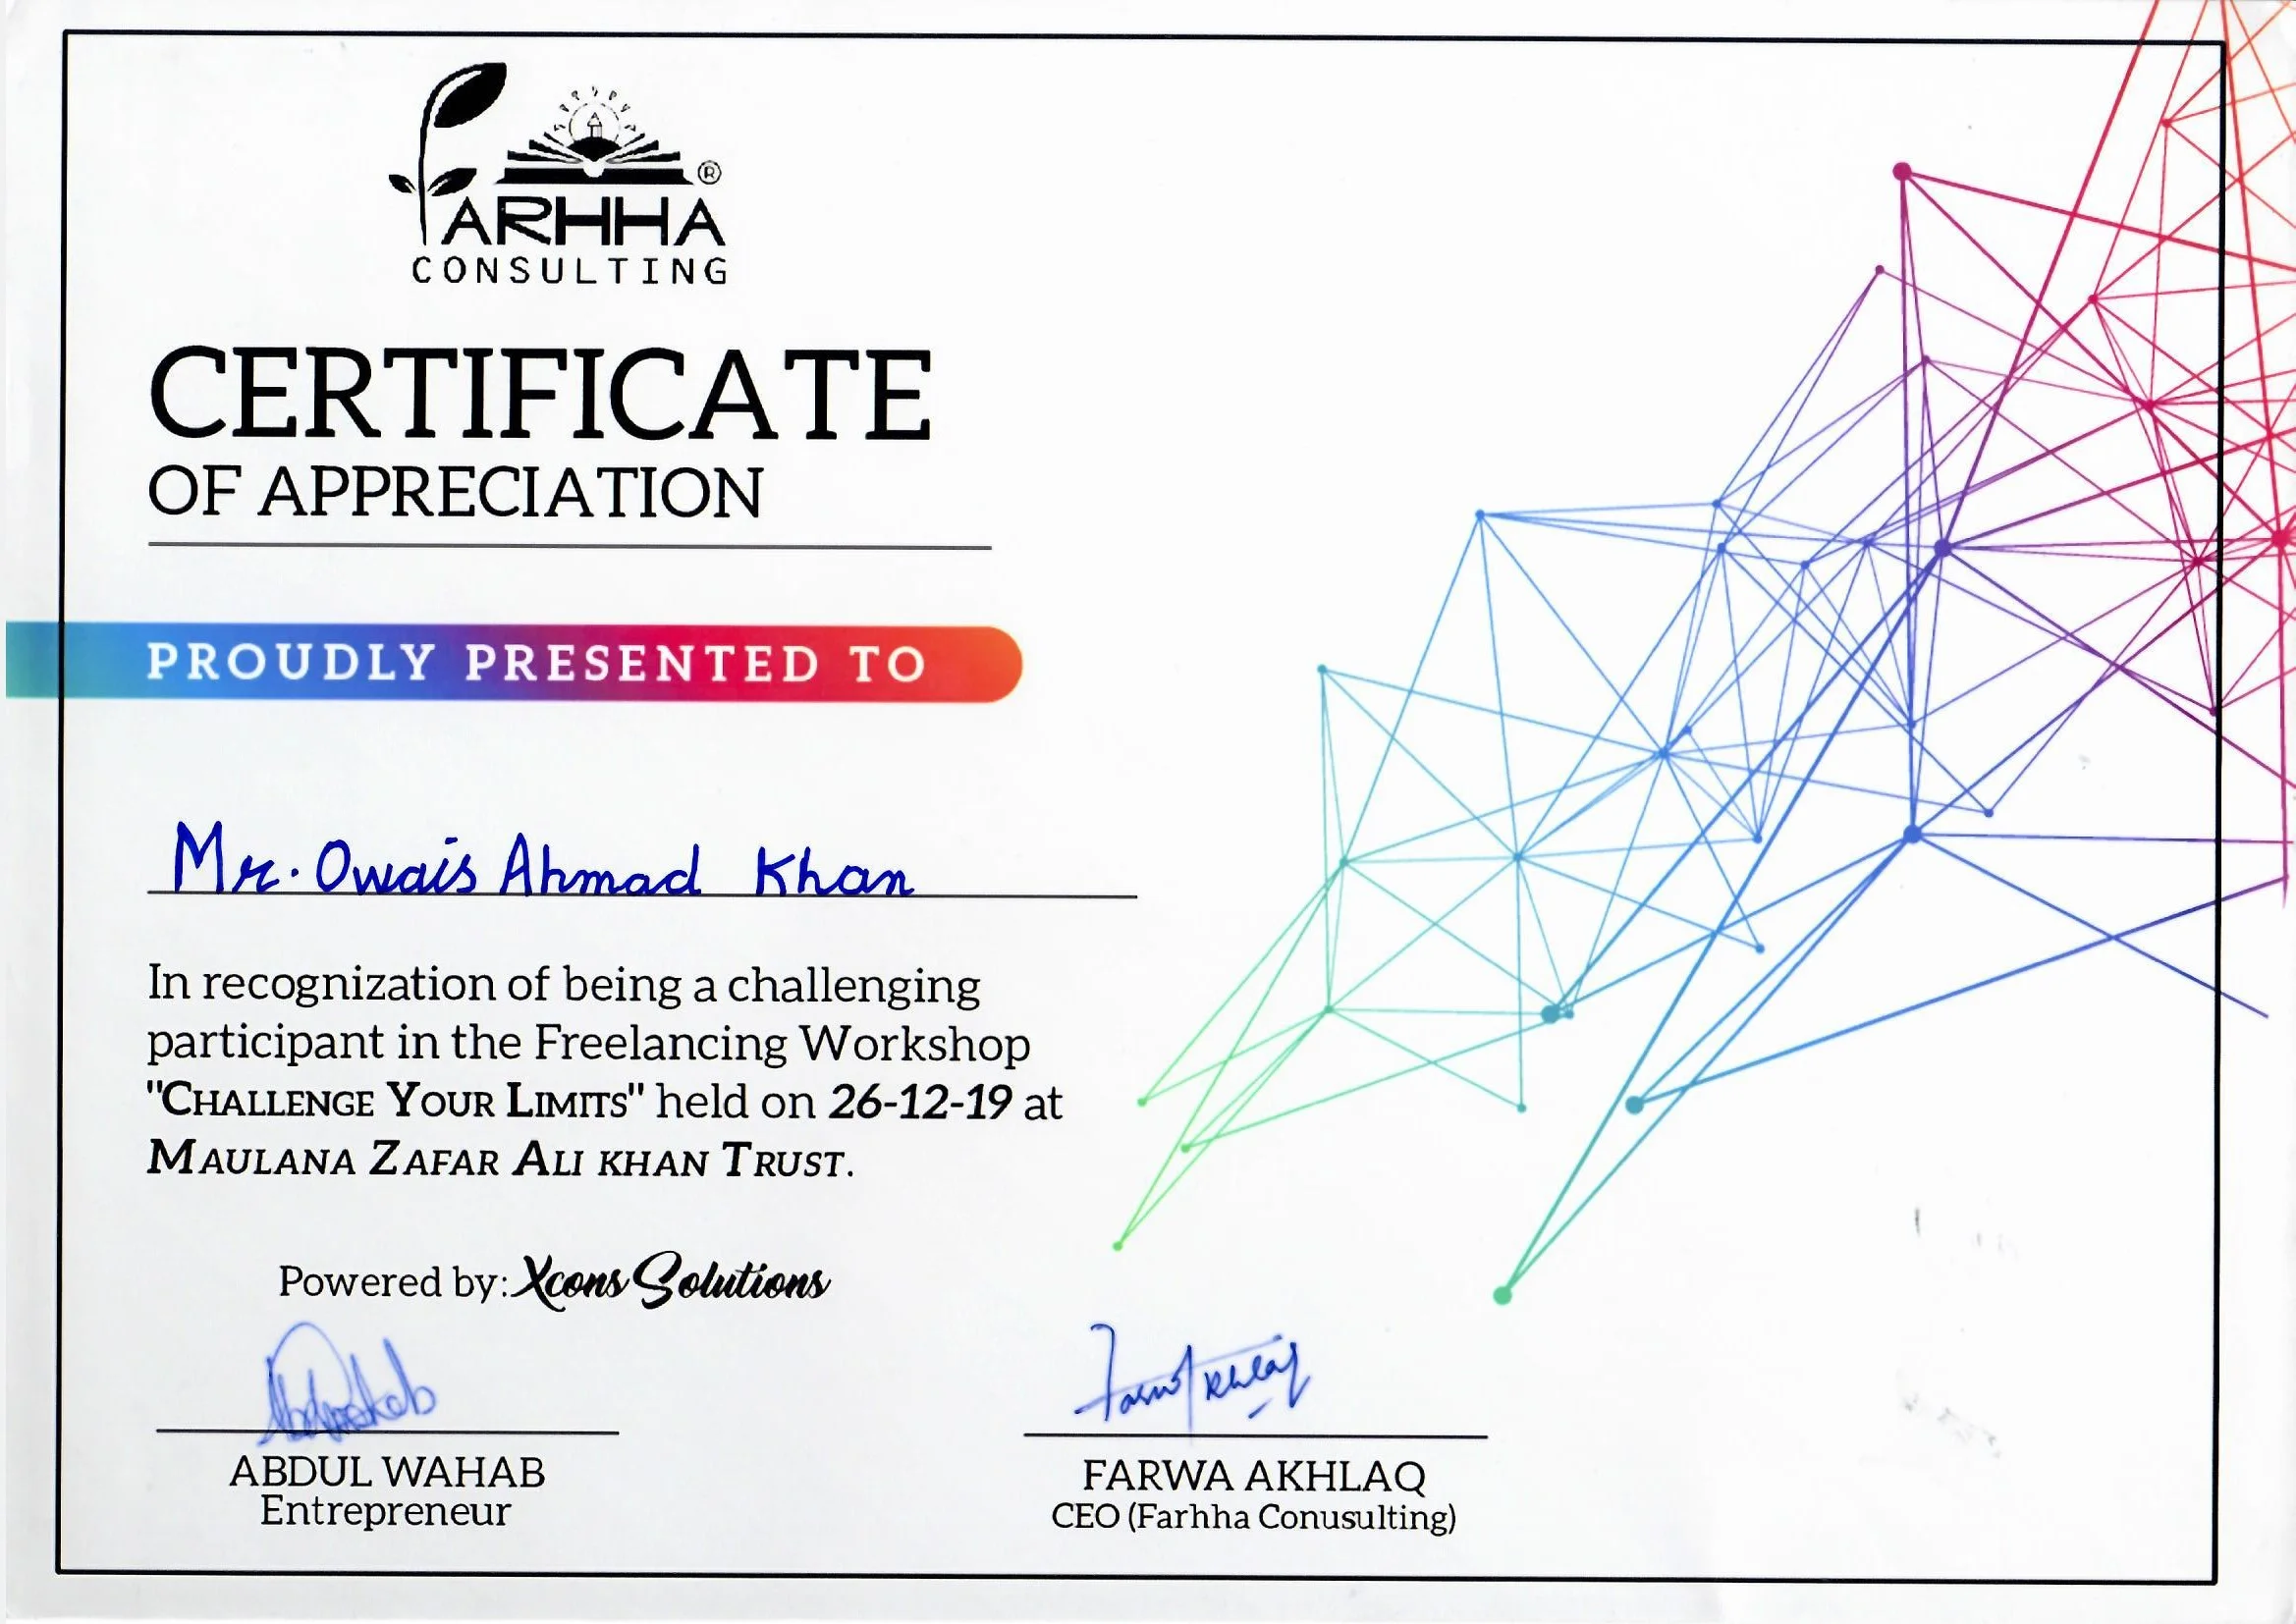 FARHHA ®
CONSULTING
CERTIFICATE
OF APPRECIATION
PROUDLY PRESENTED TO
Mr. Owais Ahmad Khan
In recognization of being a challenging
participant in the Freelancing Workshop
"CHALLENGE YOUR LIMITS" held on 26-12-19 at
MAULANA ZAFAR ALI KHAN TRUST.
Powered by: Xcons Solutions
Abdulwahab
Farwa Akhlaq
ABDUL WAHAB
Entrepreneur
FARWA AKHLAQ
CEO (Farhha Conusulting)